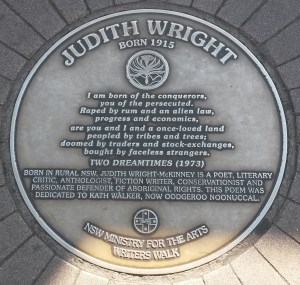 JUDITH WRIGHT
BORN 1915
I am born of the conquerors,
you of the persecuted.
Raped by rum and an alien law,
progress and economics,
are you and I and a once-loved land
peopled by tribes and trees;
doomed by traders and stock-exchanges,
bought by faceless strangers.
TWO DREAMTIMES (1973)
BORN IN RURAL NSW, JUDITH WRIGHT-McKINNEY IS A POET, LITERARY
CRITIC, ANTHOLOGIST, FICTION WRITER, CONSERVATIONIST AND
PASSIONATE DEFENDER OF ABORIGINAL RIGHTS. THIS POEM WAS
DEDICATED TO KATH WALKER, NOW OODGEROO NOONUCCAL.
NSW MINISTRY FOR THE ARTS
WRITERS WALK